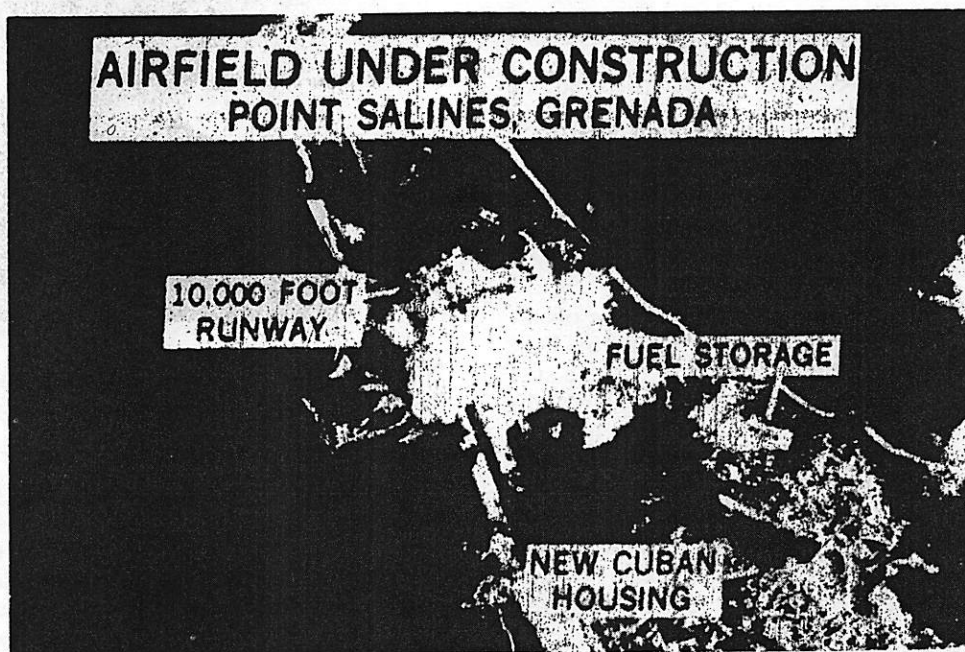 AIRFIELD UNDER CONSTRUCTION
POINT SALINES, GRENADA
10,000 FOOT
RUNWAY
FUEL STORAGE
NEW CUBAN
HOUSING